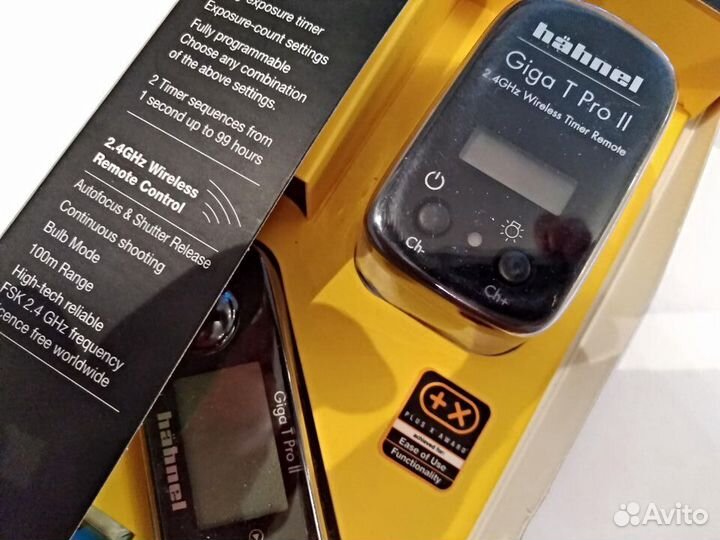 exposure timer
Exposure-count settings
Fully programmable
Choose any combination
of the above settings.
2 Timer sequences from
1 second up to 99 hours
2.4GHz Wireless
Remote Control
Autofocus & Shutter Release
Continuous shooting
Bulb Mode
100m Range
High-tech reliable
FSK 2.4 GHz frequency
worldwide
hähnel
Giga T Pro II
2.4GHz Wireless Timer Remote
Ch-
Ch+
hähnel
Giga T Pro II
+x
PLUS X AWARD
Ease of Use
Functionality
Avito